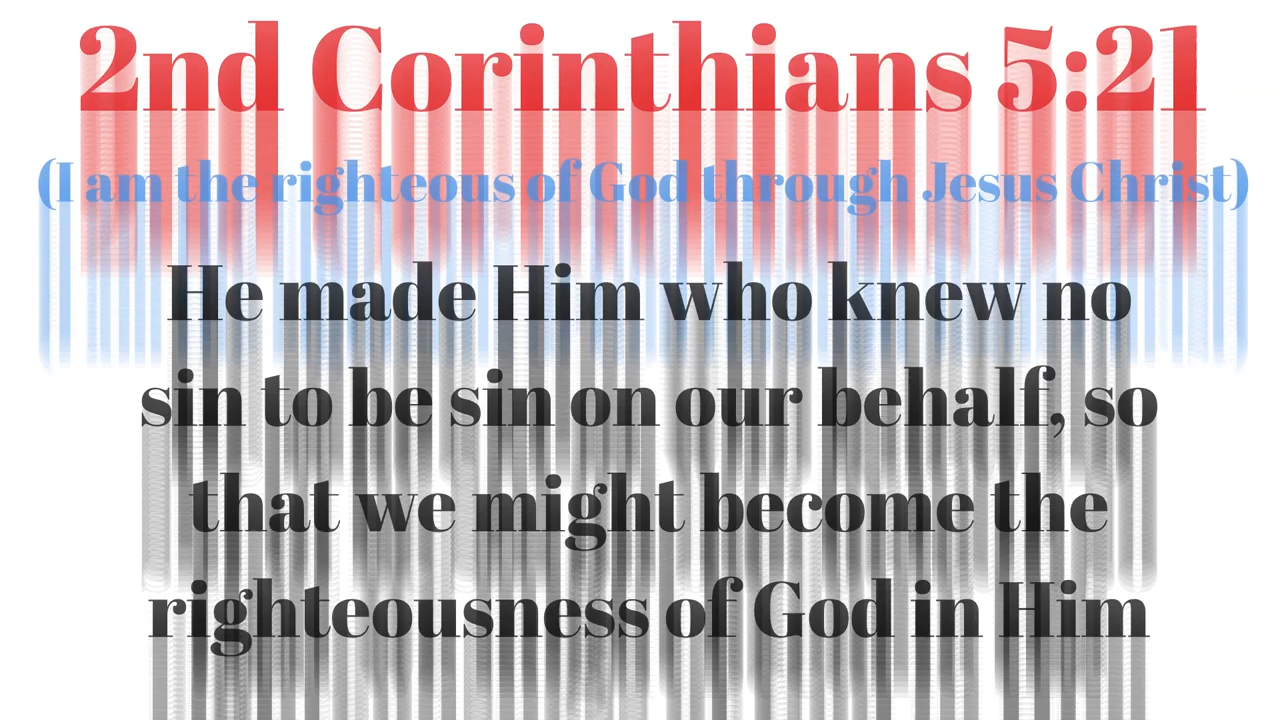 2nd Corinthians 5:21
(I am the righteous of God through Jesus Christ)
He made Him who knew no
sin to be sin on our behalf, so
that we might become the
righteousness of God in Him